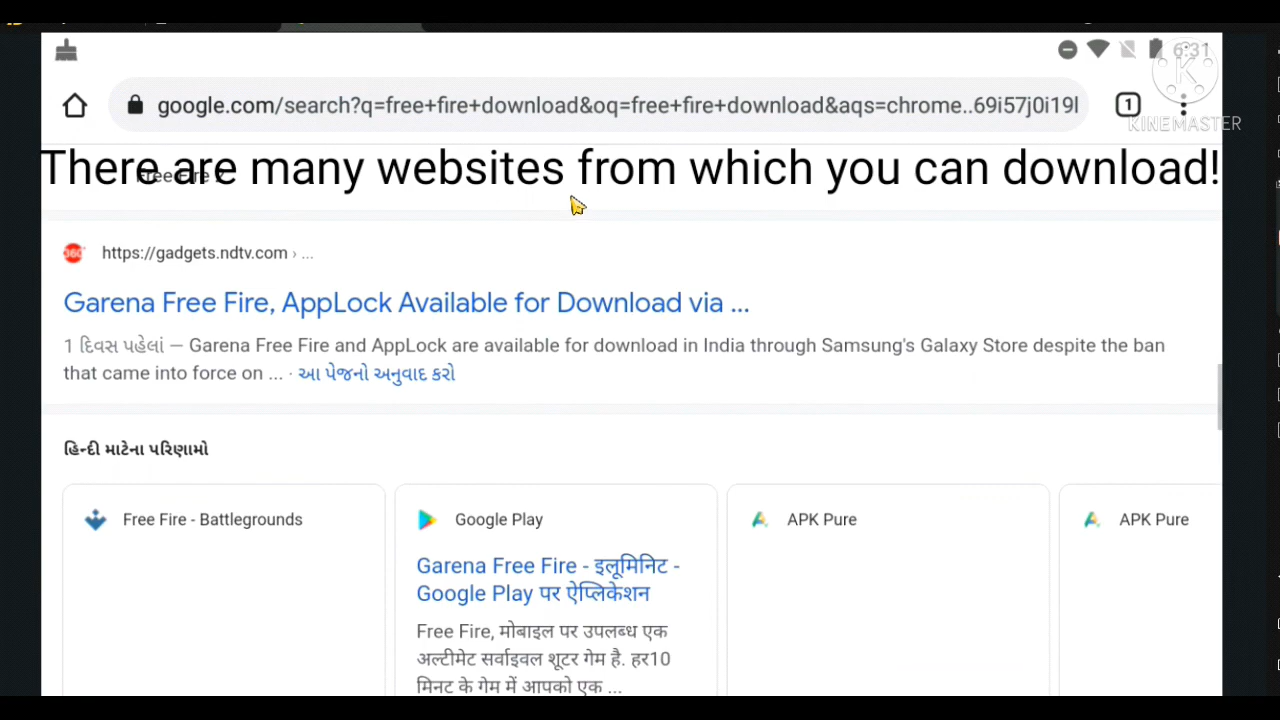 6:31
google.com/search?q=free+fire+download&oq=free+fire+download&aqs=chrome..69i57j0i19l
1
KINEMASTER
There are many websites from which you can download!
Free Fire
https://gadgets.ndtv.com › ...
Garena Free Fire, AppLock Available for Download via ...
1 દિવસ પહેલાં — Garena Free Fire and AppLock are available for download in India through Samsung's Galaxy Store despite the ban
that came into force on ... · આ પેજનો અનુવાદ કરો
હિન્દી માટેના પરિણામો
Free Fire - Battlegrounds
Google Play
Garena Free Fire - इलूमिनिट -
Google Play पर ऐप्लिकेशन
Free Fire, मोबाइल पर उपलब्ध एक
अल्टीमेट सर्वाइवल शूटर गेम है. हर10
मिनट के गेम में आपको एक ...
APK Pure
APK Pure